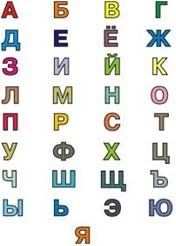 А Б В Г
Д Е Ё Ж
З И Й К
Л М Н О
П Р С Т
У Ф Х Ц
Ч Ш Щ Ъ
Ы Ь Э Ю
Я